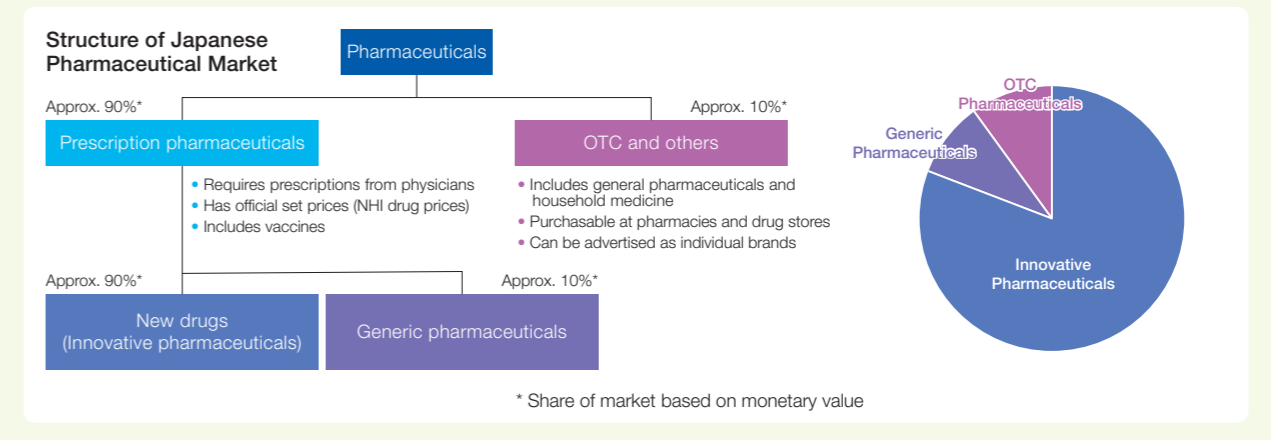 Structure of Japanese
Pharmaceutical Market
Pharmaceuticals
Approx. 90%*
Approx. 10%*
Prescription pharmaceuticals
OTC and others
• Requires prescriptions from physicians
• Has official set prices (NHI drug prices)
• Includes vaccines
• Includes general pharmaceuticals and
household medicine
• Purchasable at pharmacies and drug stores
• Can be advertised as individual brands
Approx. 90%*
Approx. 10%*
New drugs
(Innovative pharmaceuticals)
Generic pharmaceuticals
OTC
Pharmaceuticals
Generic
Pharmaceuticals
Innovative
Pharmaceuticals
* Share of market based on monetary value